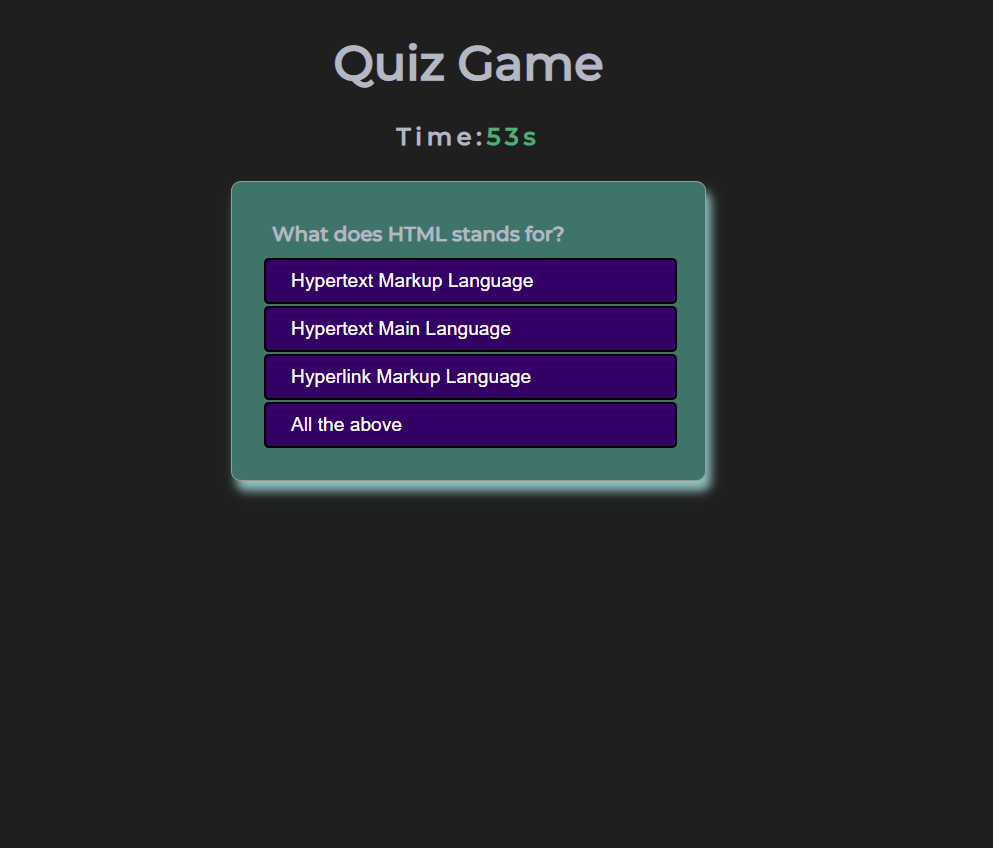 Quiz Game
Time:53s
What does HTML stands for?
Hypertext Markup Language
Hypertext Main Language
Hyperlink Markup Language
All the above